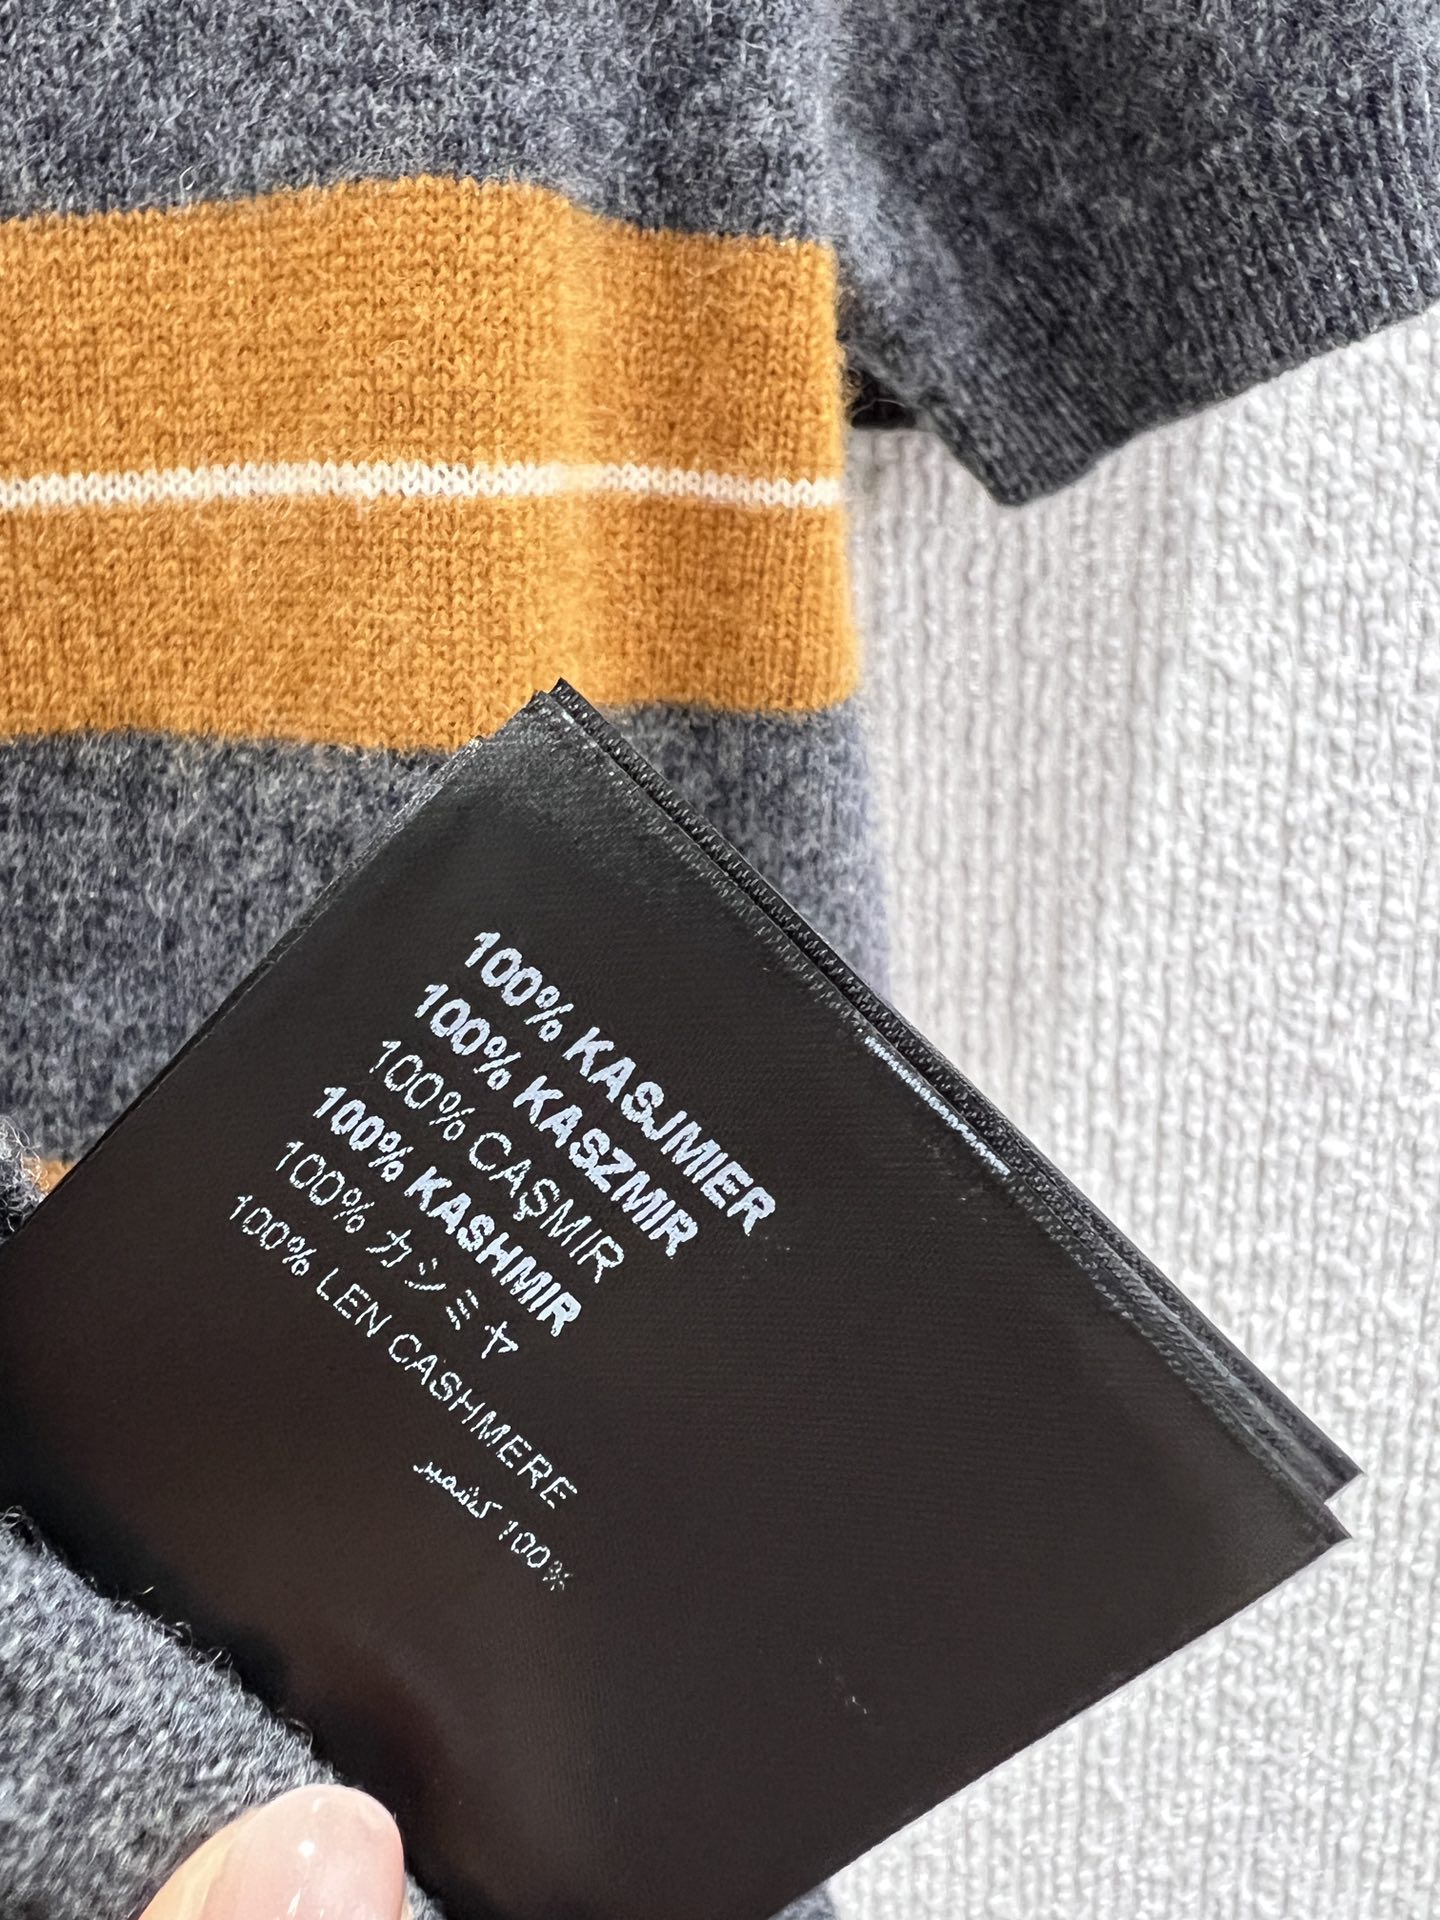 100% KASJMIER
100% KASZMIR
100% CAŞMIR
100% KASHMIR
100% カシミヤ
100% LEN CASHMERE
100% كشمير